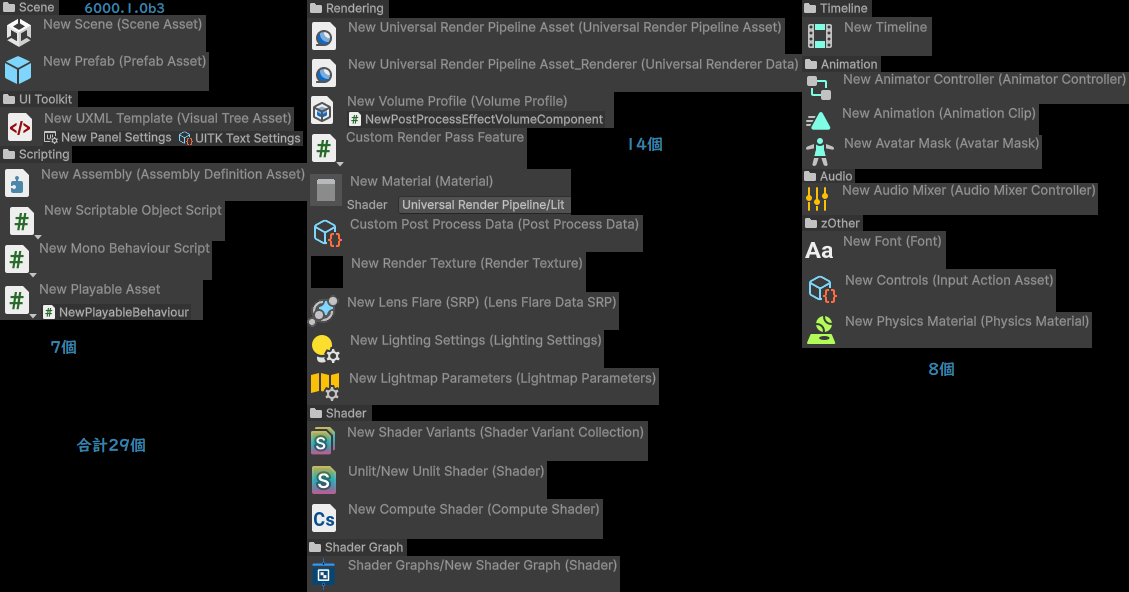 Scene
6000.1.0b3
New Scene (Scene Asset)
New Prefab (Prefab Asset)
UI Toolkit
New UXML Template (Visual Tree Asset)
New Panel Settings
UITK Text Settings
Scripting
New Assembly (Assembly Definition Asset)
New Scriptable Object Script
New Mono Behaviour Script
New Playable Asset
NewPlayableBehaviour
7個
合計29個
Rendering
New Universal Render Pipeline Asset (Universal Render Pipeline Asset)
New Universal Render Pipeline Asset_Renderer (Universal Renderer Data)
New Volume Profile (Volume Profile)
NewPostProcessEffectVolumeComponent
Custom Render Pass Feature
14個
New Material (Material)
Shader Universal Render Pipeline/Lit
Custom Post Process Data (Post Process Data)
New Render Texture (Render Texture)
New Lens Flare (SRP) (Lens Flare Data SRP)
New Lighting Settings (Lighting Settings)
New Lightmap Parameters (Lightmap Parameters)
Shader
New Shader Variants (Shader Variant Collection)
Unlit/New Unlit Shader (Shader)
New Compute Shader (Compute Shader)
Shader Graph
Shader Graphs/New Shader Graph (Shader)
Timeline
New Timeline
Animation
New Animator Controller (Animator Controller)
New Animation (Animation Clip)
New Avatar Mask (Avatar Mask)
Audio
New Audio Mixer (Audio Mixer Controller)
zOther
New Font (Font)
New Controls (Input Action Asset)
New Physics Material (Physics Material)
8個